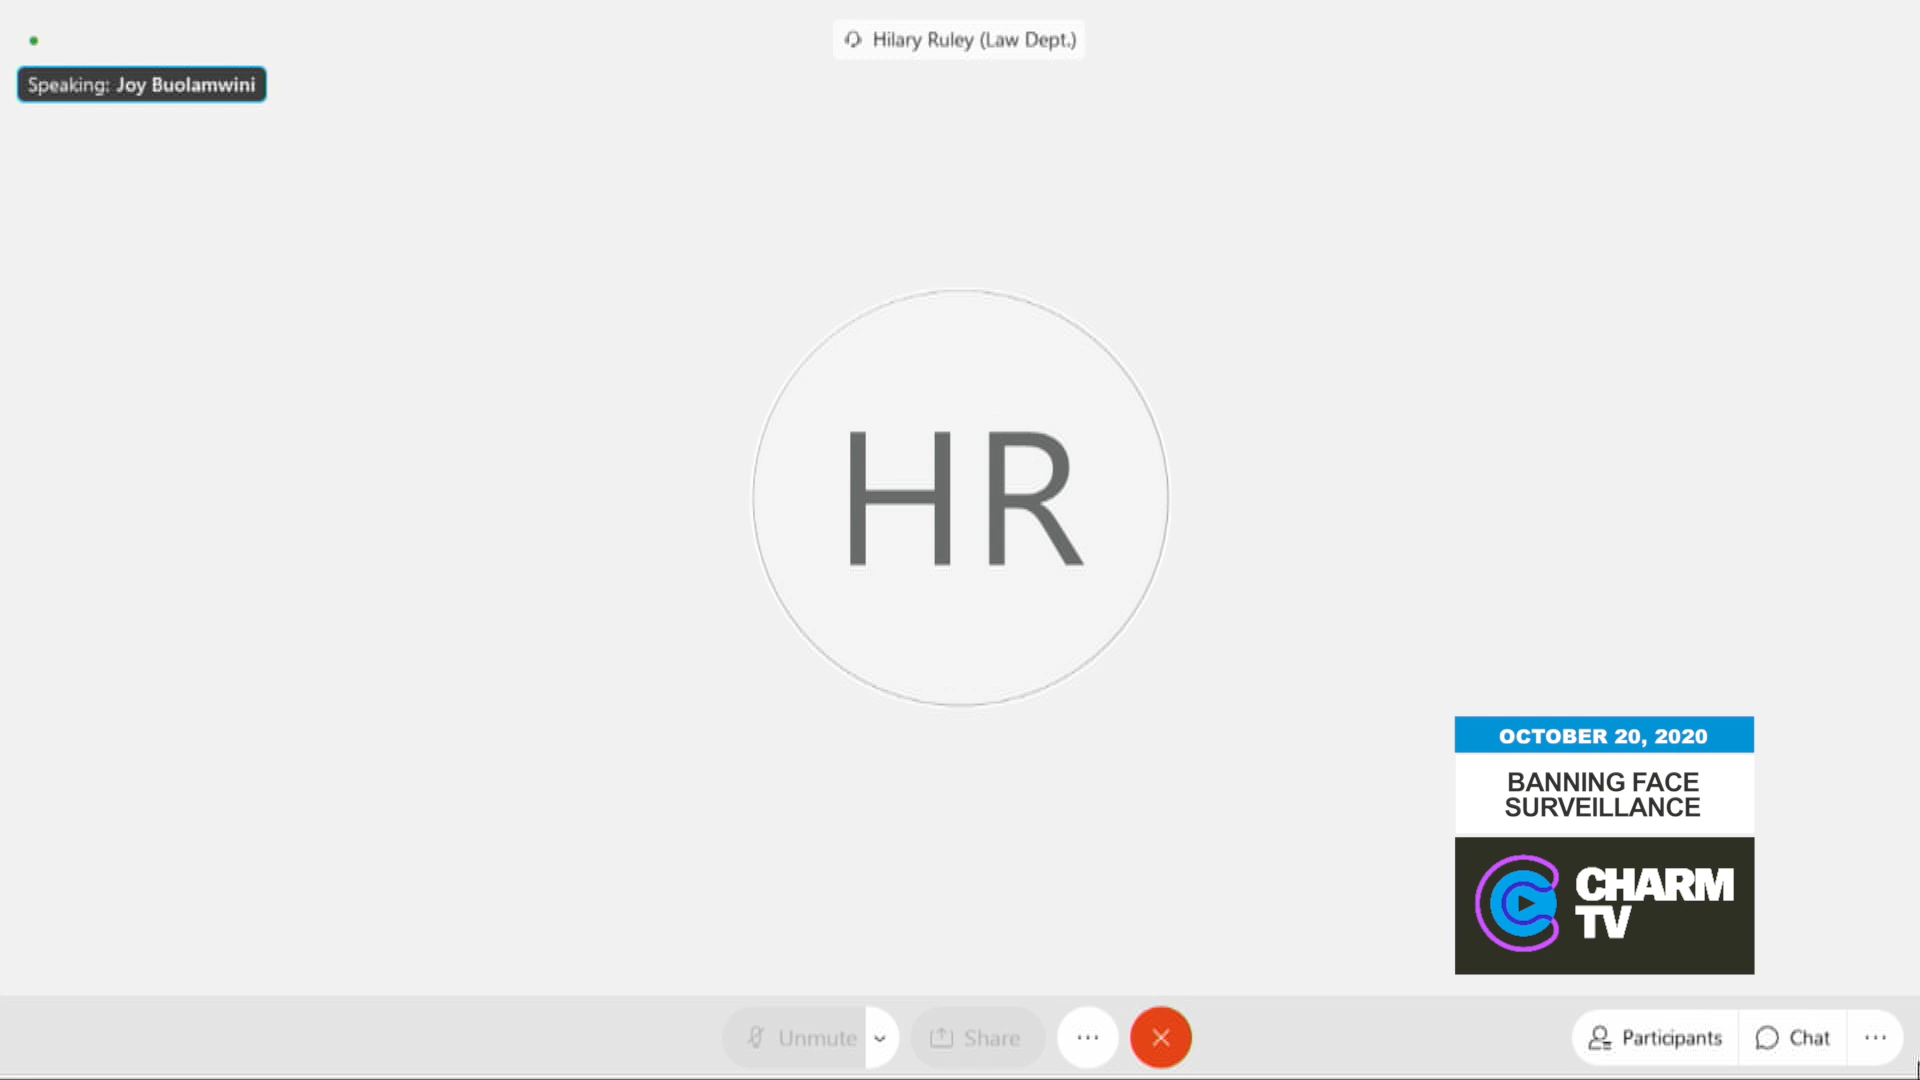 Hilary Ruley (Law Dept.)
Speaking: Joy Buolamwini
HR
OCTOBER 20, 2020
BANNING FACE
SURVEILLANCE
CHARM
TV
Unmute
Share
Participants
Chat